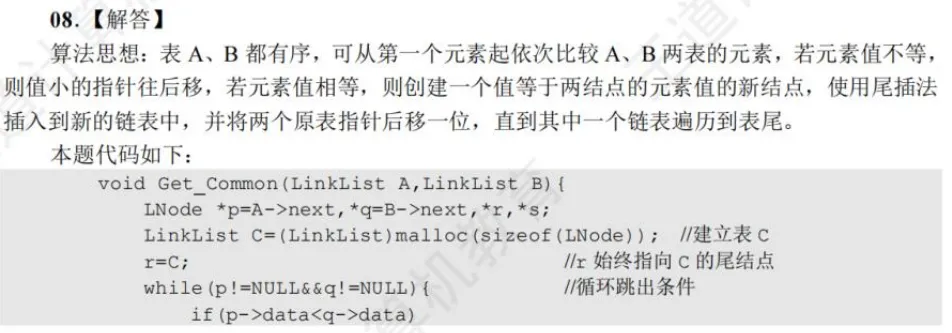 08.【解答】
算法思想：表 A、B 都有序，可从第一个元素起依次比较 A、B 两表的元素，若元素值不等，
则值小的指针往后移，若元素值相等，则创建一个值等于两结点的元素值的新结点，使用尾插法
插入到新的链表中，并将两个原表指针后移一位，直到其中一个链表遍历到表尾。
本题代码如下：
void Get_Common(LinkList A,LinkList B){
LNode *p=A->next,*q=B->next,*r,*s;
LinkList C=(LinkList)malloc(sizeof(LNode)); //建立表 C
r=C; //r 始终指向 C 的尾结点
while(p!=NULL&&q!=NULL){ //循环跳出条件
if(p->data<q->data)